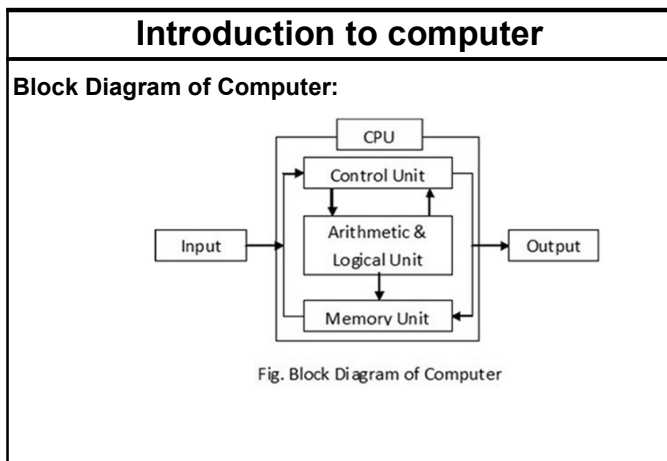 Introduction to computer
Block Diagram of Computer:
CPU
Control Unit
Arithmetic &
Logical Unit
Input
Output
Memory Unit
Fig. Block Diagram of Computer